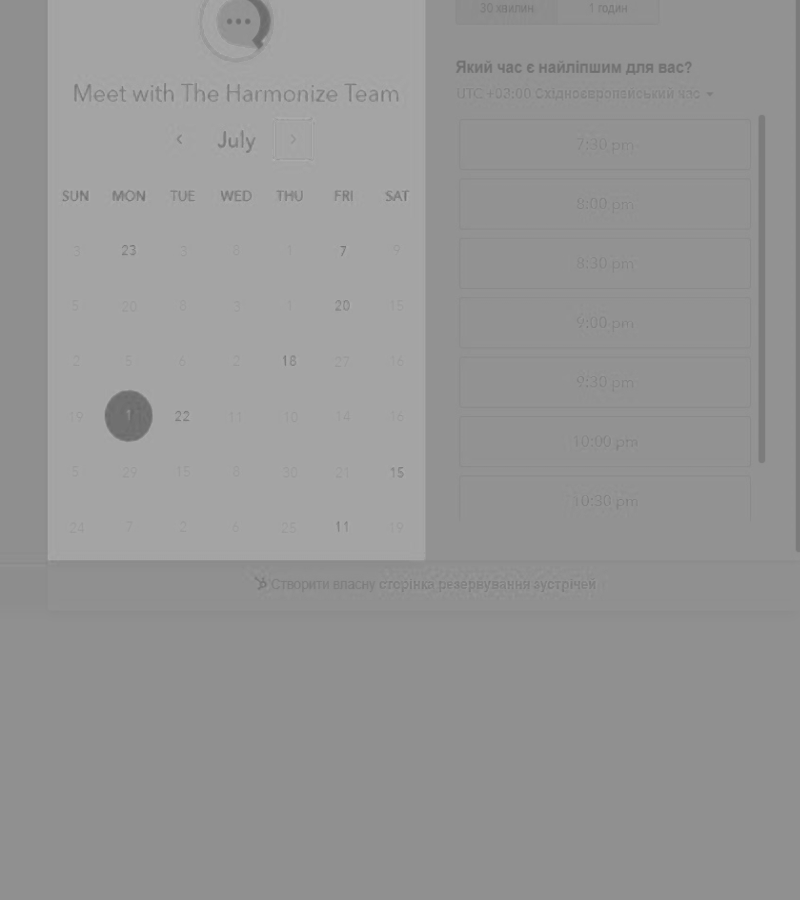 30 хвилин 1 годин
Meet with The Harmonize Team
July
SUN MON TUE WED THU FRI SAT
3 23 3 8 1 7 9
5 20 8 3 1 20 15
2 5 6 2 18 27 16
19 1 22 11 10 14 16
5 29 15 8 30 21 15
24 7 2 6 25 11 19
Який час є найліпшим для вас?
UTC +02:00 Східноєвропейський час
7:30 pm
8:00 pm
8:30 pm
9:00 pm
9:30 pm
10:00 pm
10:30 pm
Створити власну сторінка резервування зустрічей